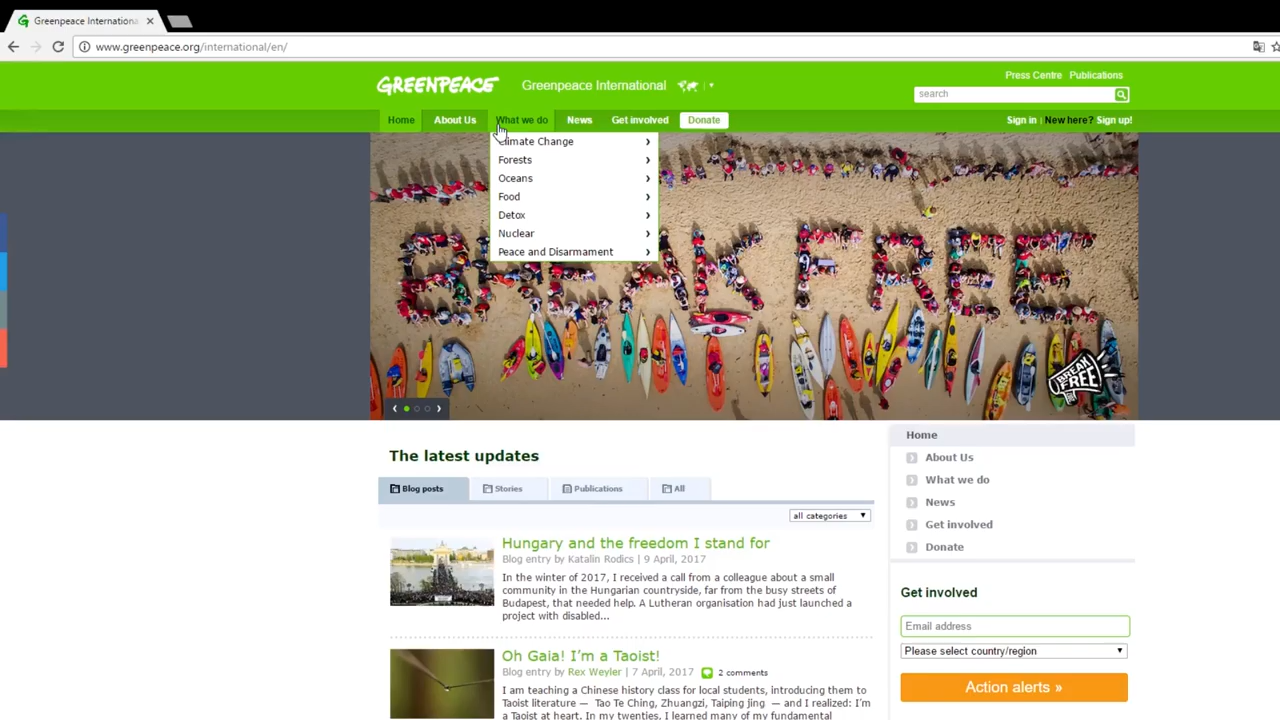 Greenpeace Internationa
www.greenpeace.org/international/en/
Press Centre Publications
GREENPEACE Greenpeace International
search
Home About Us What we do News Get involved Donate
Sign in | New here? Sign up!
Climate Change
Forests
Oceans
Food
Detox
Nuclear
Peace and Disarmament
BREAK FREE
BREAK FREE
The latest updates
Blog posts Stories Publications All
all categories
Hungary and the freedom I stand for
Blog entry by Katalin Rodics | 9 April, 2017
In the winter of 2017, I received a call from a colleague about a small
community in the Hungarian countryside, far from the busy streets of
Budapest, that needed help. A Lutheran organisation had just launched a
project with disabled...
Oh Gaia! I’m a Taoist!
Blog entry by Rex Weyler | 7 April, 2017 2 comments
I am teaching a Chinese history class for local students, introducing them to
Taoist literature — Tao Te Ching, Zhuangzi, Taiping jing — and I realized: I’m
a Taoist at heart. In my twenties, I learned many of my fundamental
Home
About Us
What we do
News
Get involved
Donate
Get involved
Email address
Please select country/region
Action alerts »